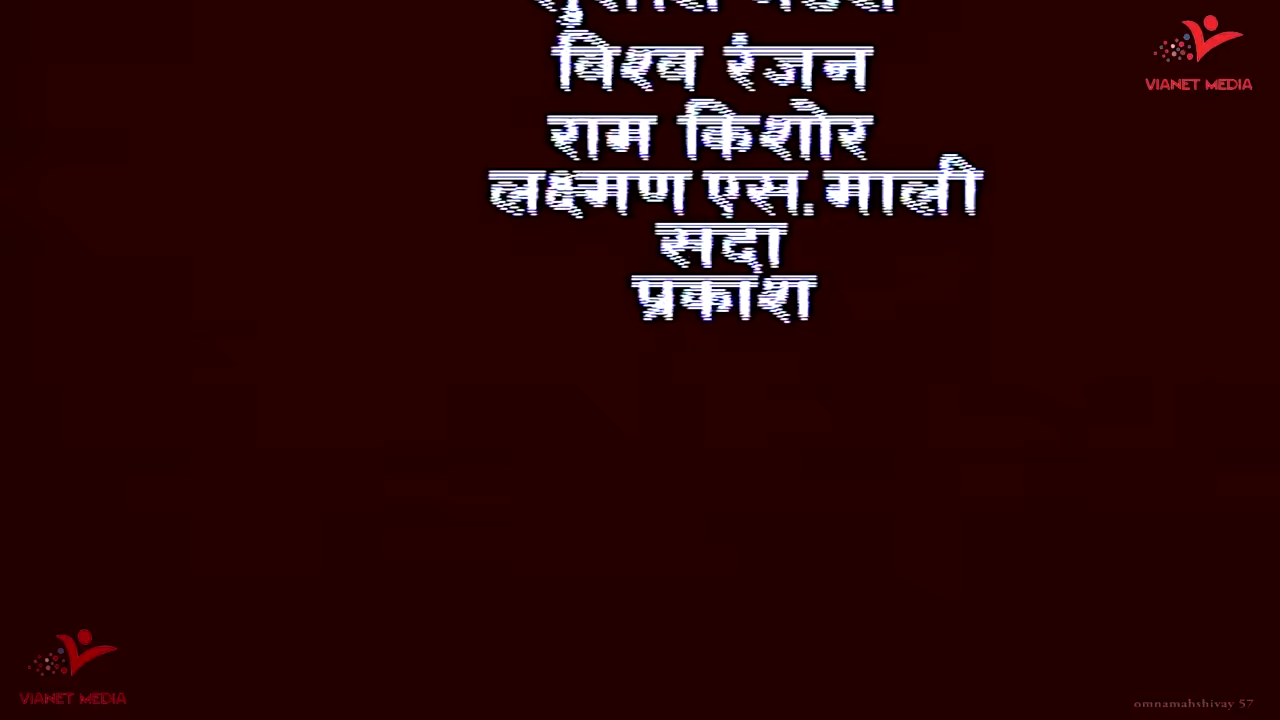 विश्व रंजन
राम किशोर
लक्ष्मण एस. माली
सदा
प्रकाश
VIANET MEDIA
VIANET MEDIA
omnamahshivay 57